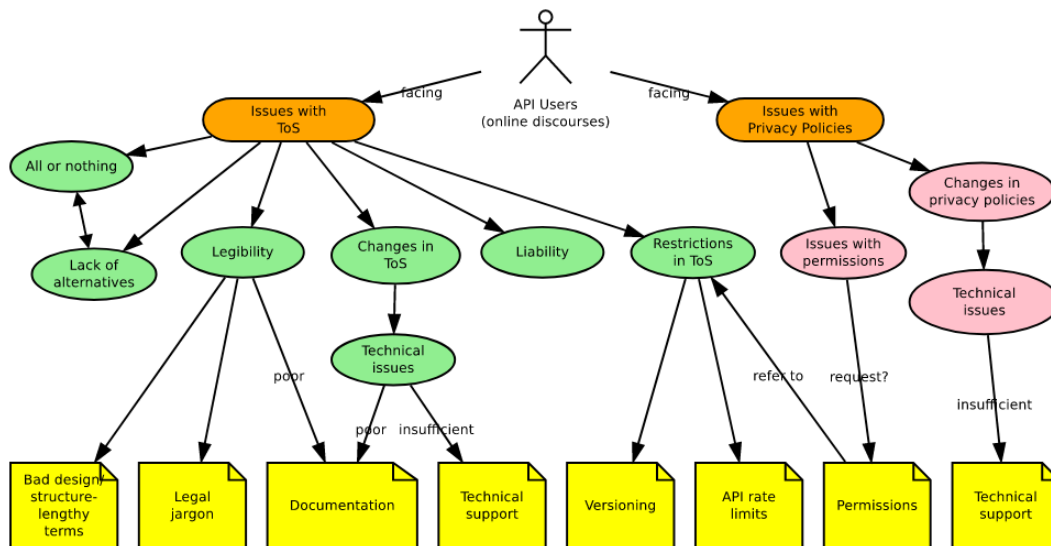 facing
API Users
(online discourses)
facing
Issues with
ToS
Issues with
Privacy Policies
All or nothing
Changes in
privacy policies
Lack of
alternatives
Legibility
Changes in
ToS
Liability
Restrictions
in ToS
Issues with
permissions
Technical
issues
Technical
issues
poor
refer to
request?
poor
insufficient
insufficient
Bad design/
structure-
lengthy
terms
Legal
jargon
Documentation
Technical
support
Versioning
API rate
limits
Permissions
Technical
support